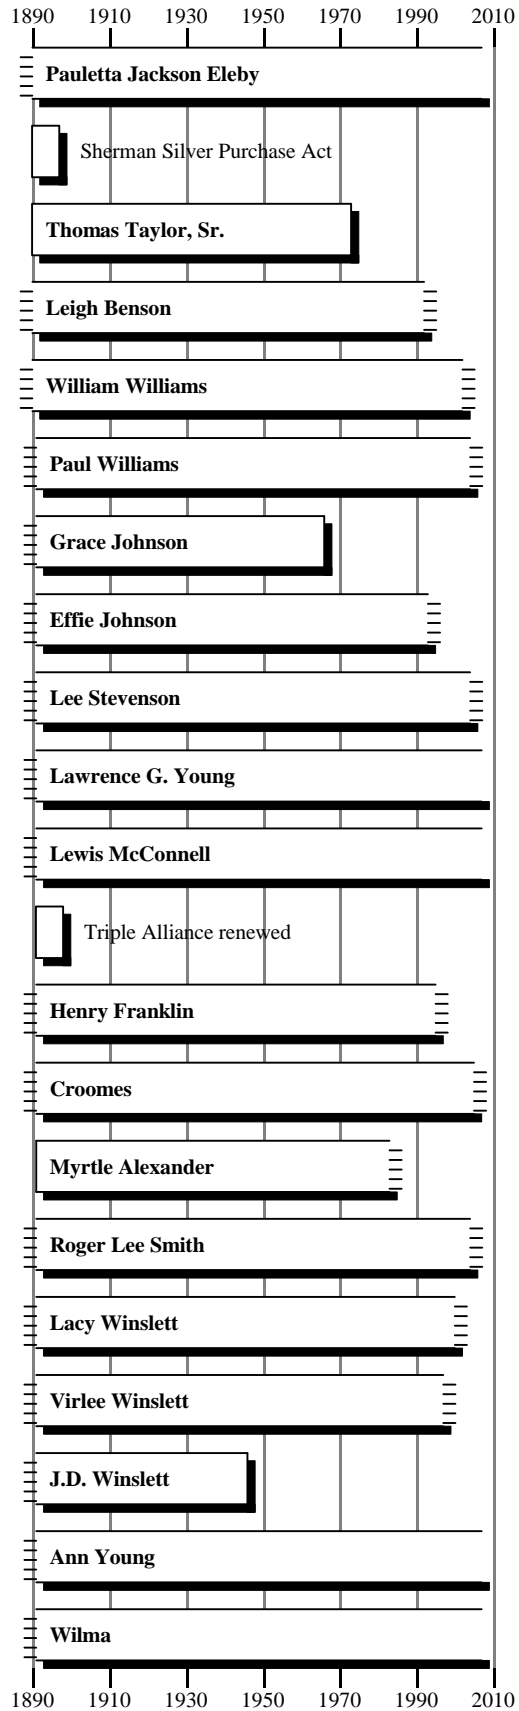 1890 1910 1930 1950 1970 1990 2010
Pauletta Jackson Eleby
Sherman Silver Purchase Act
Thomas Taylor, Sr.
Leigh Benson
William Williams
Paul Williams
Grace Johnson
Effie Johnson
Lee Stevenson
Lawrence G. Young
Lewis McConnell
Triple Alliance renewed
Henry Franklin
Croomes
Myrtle Alexander
Roger Lee Smith
Lacy Winslett
Virlee Winslett
J.D. Winslett
Ann Young
Wilma
1890 1910 1930 1950 1970 1990 2010